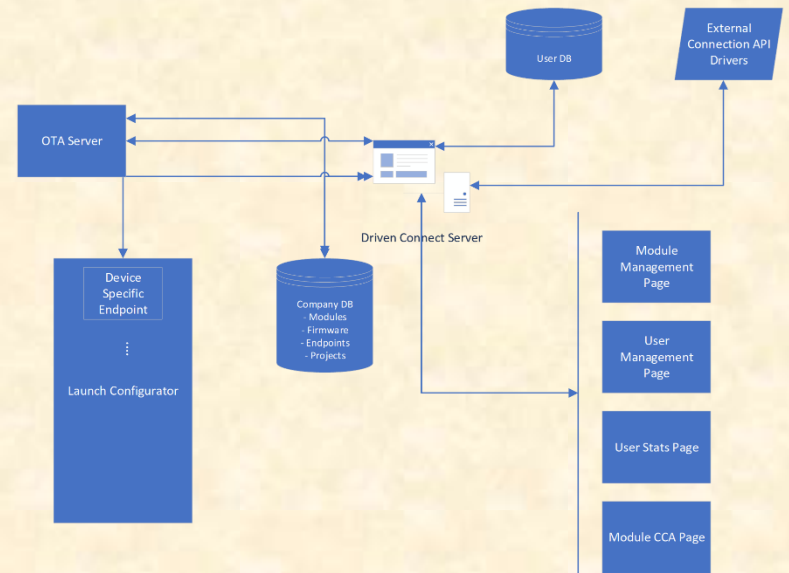 User DB
External
Connection API
Drivers
OTA Server
Driven Connect Server
Device
Specific
Endpoint
Launch Configurator
Company DB
- Modules
- Firmware
- Endpoints
- Projects
Module
Management
Page
User
Management
Page
User Stats Page
Module CCA Page